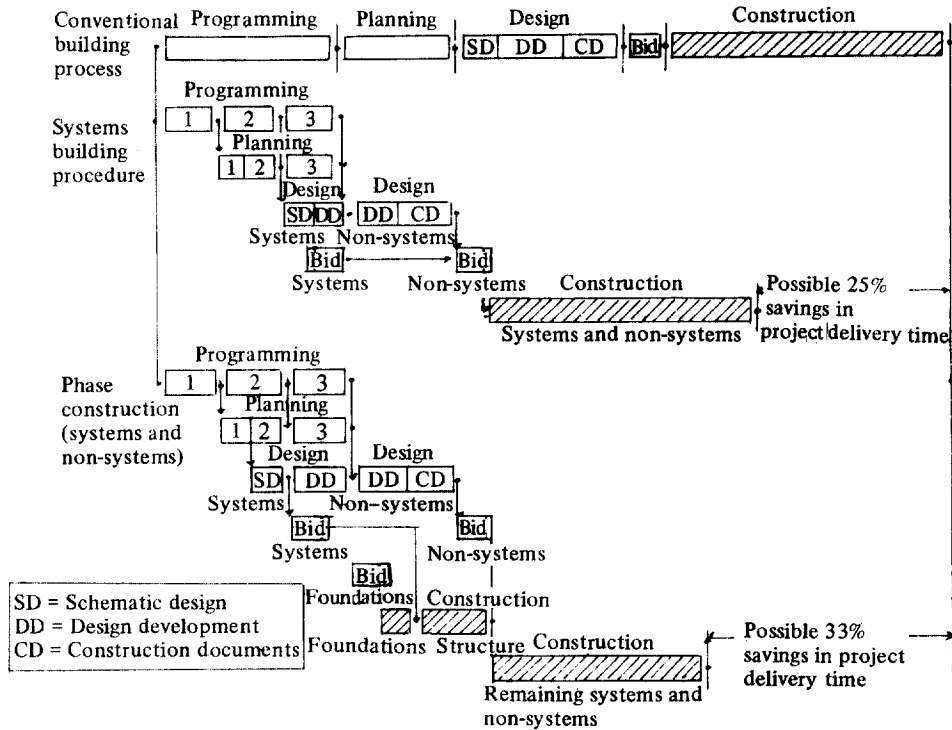 Conventional
building
process
Programming
Planning
Design
Construction
SD DD CD
Bid
Systems
building
procedure
Programming
1 2 3
Planning
1 2 3
Design
Design
SD DD
DD CD
Systems
Non-systems
Bid
Bid
Systems
Non-systems
Construction
Systems and non-systems
Possible 25%
savings in
project delivery time
Phase
construction
(systems and
non-systems)
Programming
1 2 3
Planning
1 2 3
Design
Design
SD DD
DD CD
Systems
Non-systems
Bid
Bid
Systems
Non-systems
Bid
Foundations
Construction
Foundations
Structure
Construction
Remaining systems and
non-systems
Possible 33%
savings in project
delivery time
SD = Schematic design
DD = Design development
CD = Construction documents